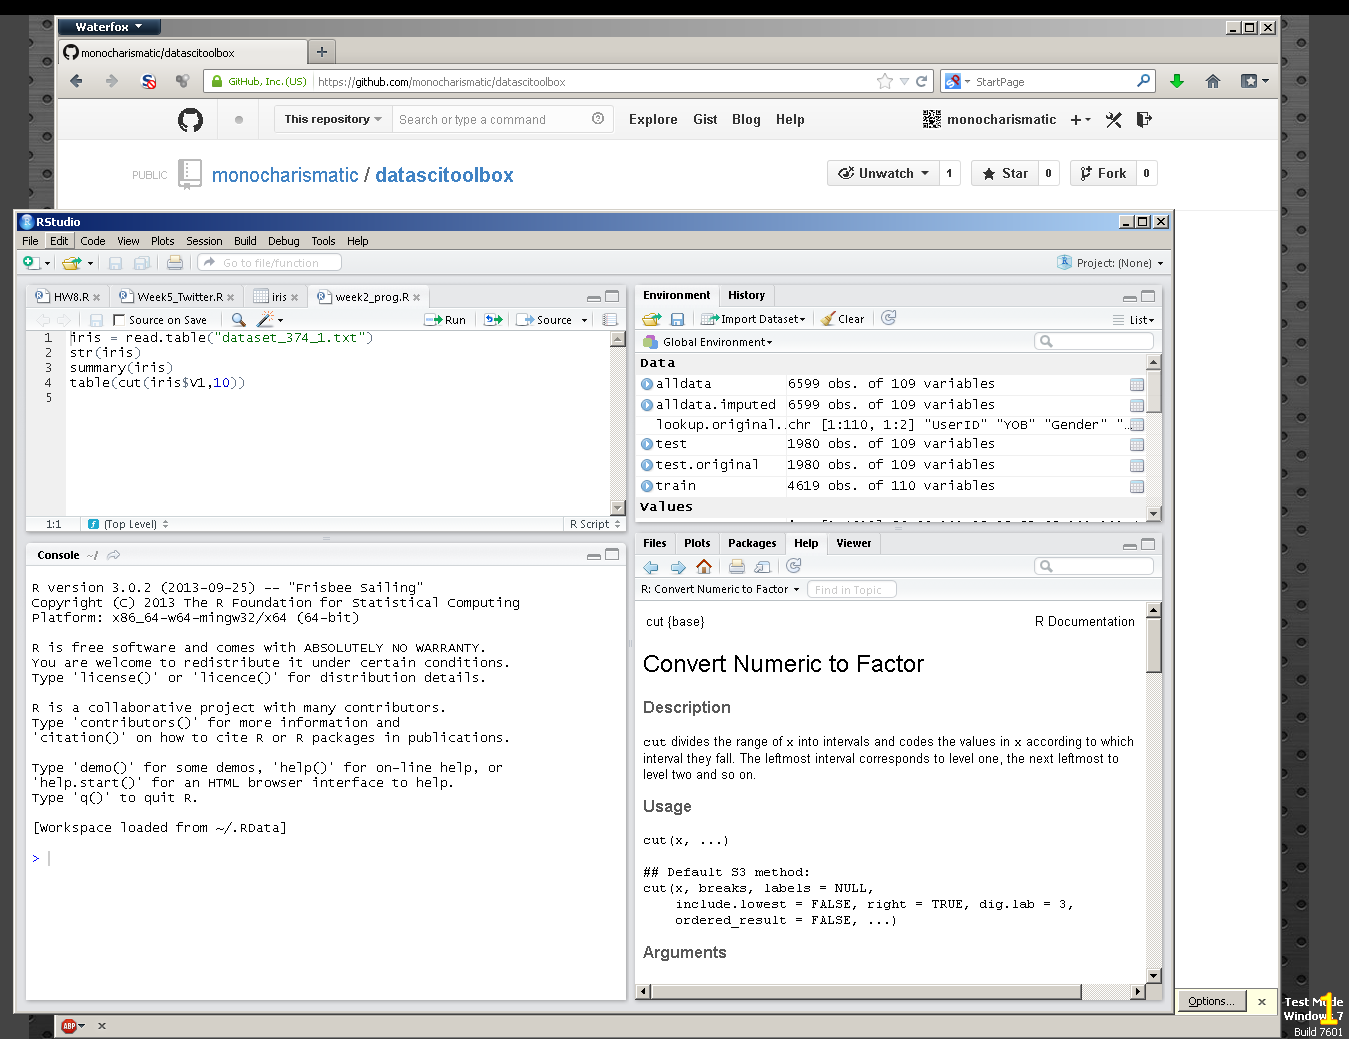 Waterfox
monocharismatic/datascitoolbox
GitHub, Inc. (US)
https://github.com/monocharismatic/datascitoolbox
StartPage
This repository
Search or type a command
Explore Gist Blog Help
monocharismatic
PUBLIC
monocharismatic / datascitoolbox
Unwatch 1
Star 0
Fork 0
RStudio
File Edit Code View Plots Session Build Debug Tools Help
Go to file/function
Project: (None)
HW8.R
Week5_Twitter.R
iris
week2_prog.R
Source on Save
Run
Source
1 iris = read.table("dataset_374_1.txt")
2 str(iris)
3 summary(iris)
4 table(cut(iris$V1,10))
5
1:1
(Top Level)
R Script
Console ~/
R version 3.0.2 (2013-09-25) -- "Frisbee Sailing"
Copyright (C) 2013 The R Foundation for Statistical Computing
Platform: x86_64-w64-mingw32/x64 (64-bit)
R is free software and comes with ABSOLUTELY NO WARRANTY.
You are welcome to redistribute it under certain conditions.
Type 'license()' or 'licence()' for distribution details.
R is a collaborative project with many contributors.
Type 'contributors()' for more information and
'citation()' on how to cite R or R packages in publications.
Type 'demo()' for some demos, 'help()' for on-line help, or
'help.start()' for an HTML browser interface to help.
Type 'q()' to quit R.
[Workspace loaded from ~/.RData]
>
Environment History
Import Dataset
Clear
List
Global Environment
Data
alldata 6599 obs. of 109 variables
alldata.imputed 6599 obs. of 109 variables
lookup.original.. chr [1:110, 1:2] "UserID" "YOB" "Gender" "…
test 1980 obs. of 109 variables
test.original 1980 obs. of 109 variables
train 4619 obs. of 110 variables
Values
Files Plots Packages Help Viewer
R: Convert Numeric to Factor
Find in Topic
cut {base}
R Documentation
Convert Numeric to Factor
Description
cut divides the range of x into intervals and codes the values in x according to which
interval they fall. The leftmost interval corresponds to level one, the next leftmost to
level two and so on.
Usage
cut(x, ...)
## Default S3 method:
cut(x, breaks, labels = NULL,
include.lowest = FALSE, right = TRUE, dig.lab = 3,
ordered_result = FALSE, ...)
Arguments
Options...
ABP
Test Mode
Windows 7
Build 7601
1